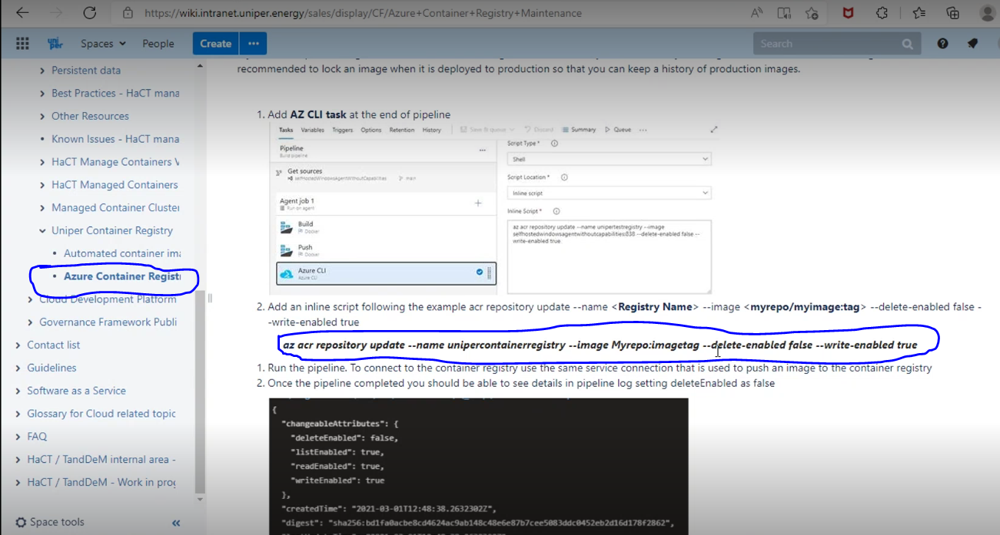 https://wiki.intranet.uniper.energy/sales/display/CF/Azure+Container+Registry+Maintenance
uni per Spaces People Create ... Search
Persistent data
Best Practices - HaCT mana
Other Resources
Known Issues - HaCT mana
HaCT Manage Containers V
HaCT Managed Containers
Managed Container Cluster
Uniper Container Registry
Automated container ima
Azure Container Regist
Cloud Development Platform
Governance Framework Publi
Contact list
Guidelines
Software as a Service
Glossary for Cloud related topic
FAQ
HaCT / TandDeM internal area -
HaCT / TandDeM - Work in prog
Space tools
recommended to lock an image when it is deployed to production so that you can keep a history of production images.
1. Add AZ CLI task at the end of pipeline
Tasks Variables Triggers Options Retention History Save & queue Discard Summary Queue ...
Pipeline
Build pipeline
Get sources
selfhostedWindowsAgentWithoutCapabilities main
Agent job 1
Run on agent
Build
Docker
Push
Docker
Azure CLI
Azure CLI
Script Type *
Shell
Script Location *
Inline script
Inline Script *
az acr repository update --name unipertestregistry --image
selfhostedwindowsagentwithoutcapabilities:838 --delete-enabled false --
write-enabled true
2. Add an inline script following the example acr repository update --name <Registry Name> --image <myrepo/myimage:tag> --delete-enabled false -
-write-enabled true
az acr repository update --name unipercontainerregistry --image Myrepo:imagetag --delete-enabled false --write-enabled true
1. Run the pipeline. To connect to the container registry use the same service connection that is used to push an image to the container registry
2. Once the pipeline completed you should be able to see details in pipeline log setting deleteEnabled as false
{
"changeableAttributes": {
"deleteEnabled": false,
"listEnabled": true,
"readEnabled": true,
"writeEnabled": true
},
"createdTime": "2021-03-01T12:48:38.2632302Z",
"digest": "sha256:bd1fa0acbe8cd4624ac9ab148c48e6e87b7cee5083ddc0452eb2d16d178f2862",